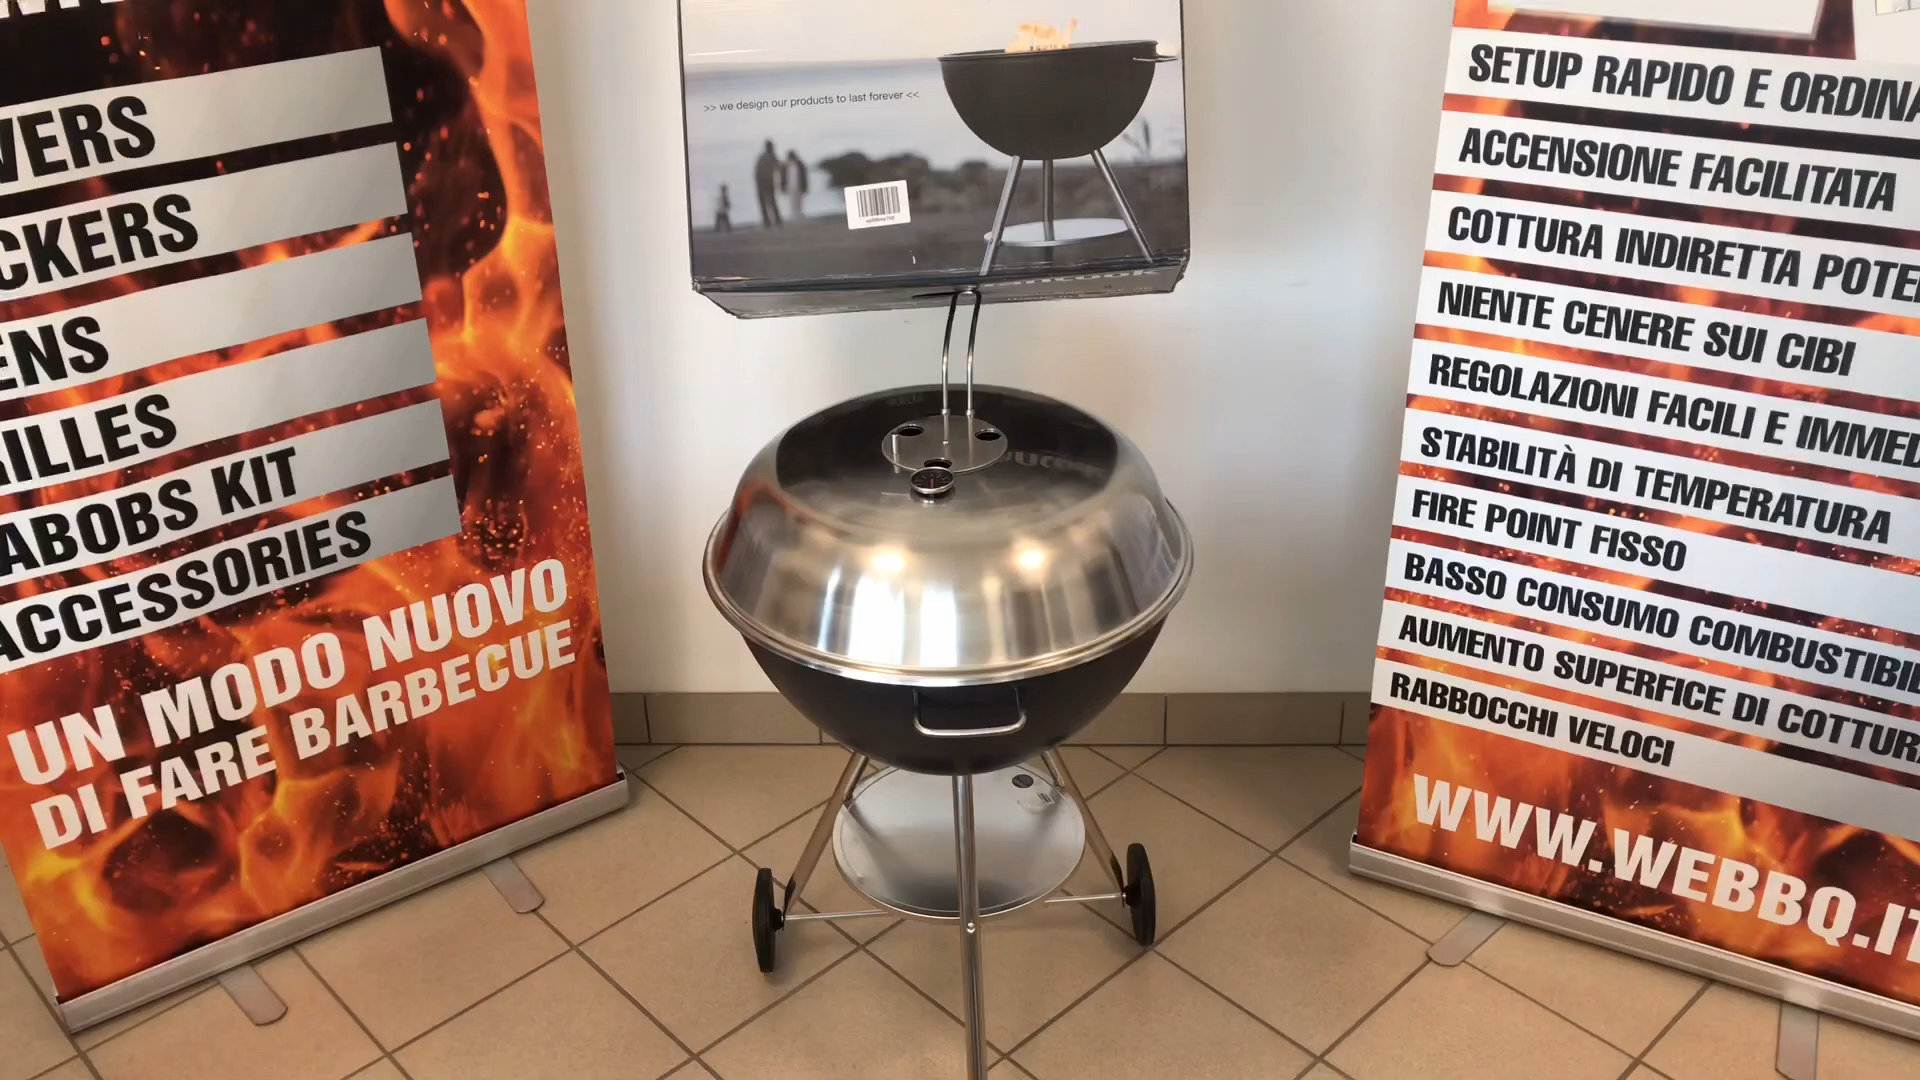 VERS
CKERS
ENS
RILLES
ABOBS KIT
ACCESSORIES
UN MODO NUOVO
DI FARE BARBECUE
>> we design our products to last forever <<
SETUP RAPIDO E ORDINA
ACCENSIONE FACILITATA
COTTURA INDIRETTA POTE
NIENTE CENERE SUI CIBI
REGOLAZIONI FACILI E IMMED
STABILITÀ DI TEMPERATURA
FIRE POINT FISSO
BASSO CONSUMO COMBUSTIBI
AUMENTO SUPERFICE DI COTTURA
RABBOCCHI VELOCI
WWW.WEBBQ.IT